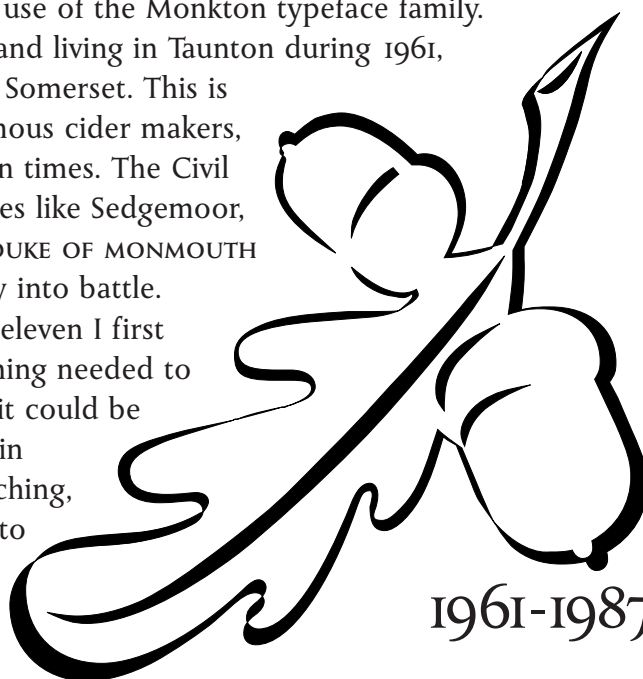 use of the Monkton typeface family.
and living in Taunton during 1961,
Somerset. This is
nous cider makers,
n times. The Civil
es like Sedgemoor,
DUKE OF MONMOUTH
y into battle.
eleven I first
ning needed to
it could be
in
ching,
to
1961-1987